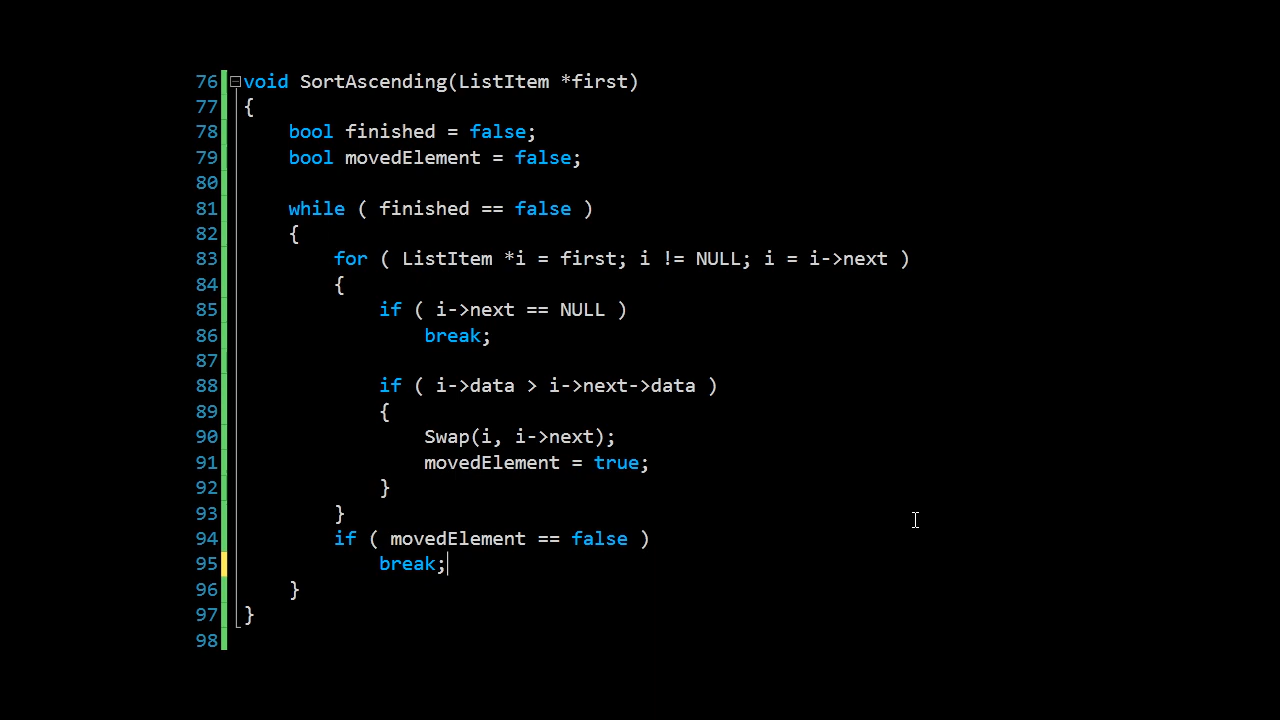 76 void SortAscending(ListItem *first)
77 {
78 bool finished = false;
79 bool movedElement = false;
80
81 while ( finished == false )
82 {
83 for ( ListItem *i = first; i != NULL; i = i->next )
84 {
85 if ( i->next == NULL )
86 break;
87
88 if ( i->data > i->next->data )
89 {
90 Swap(i, i->next);
91 movedElement = true;
92 }
93 }
94 if ( movedElement == false )
95 break;
96 }
97 }
98